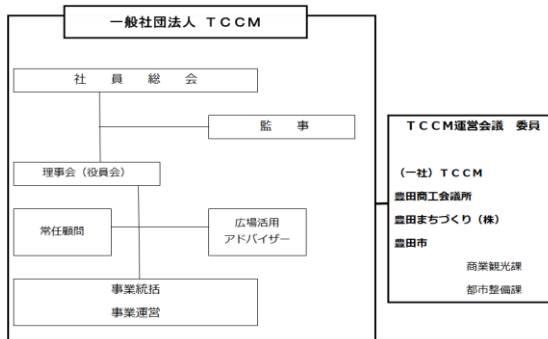 一般社団法人 TCCM
社 員 総 会
監 事
理事会(役員会)
常任顧問
広場活用
アドバイザー
事業統括
事業運営
TCCM運営会議 委員
(一社)TCCM
豊田商工会議所
豊田まちづくり(株)
豊田市
商業観光課
都市整備課